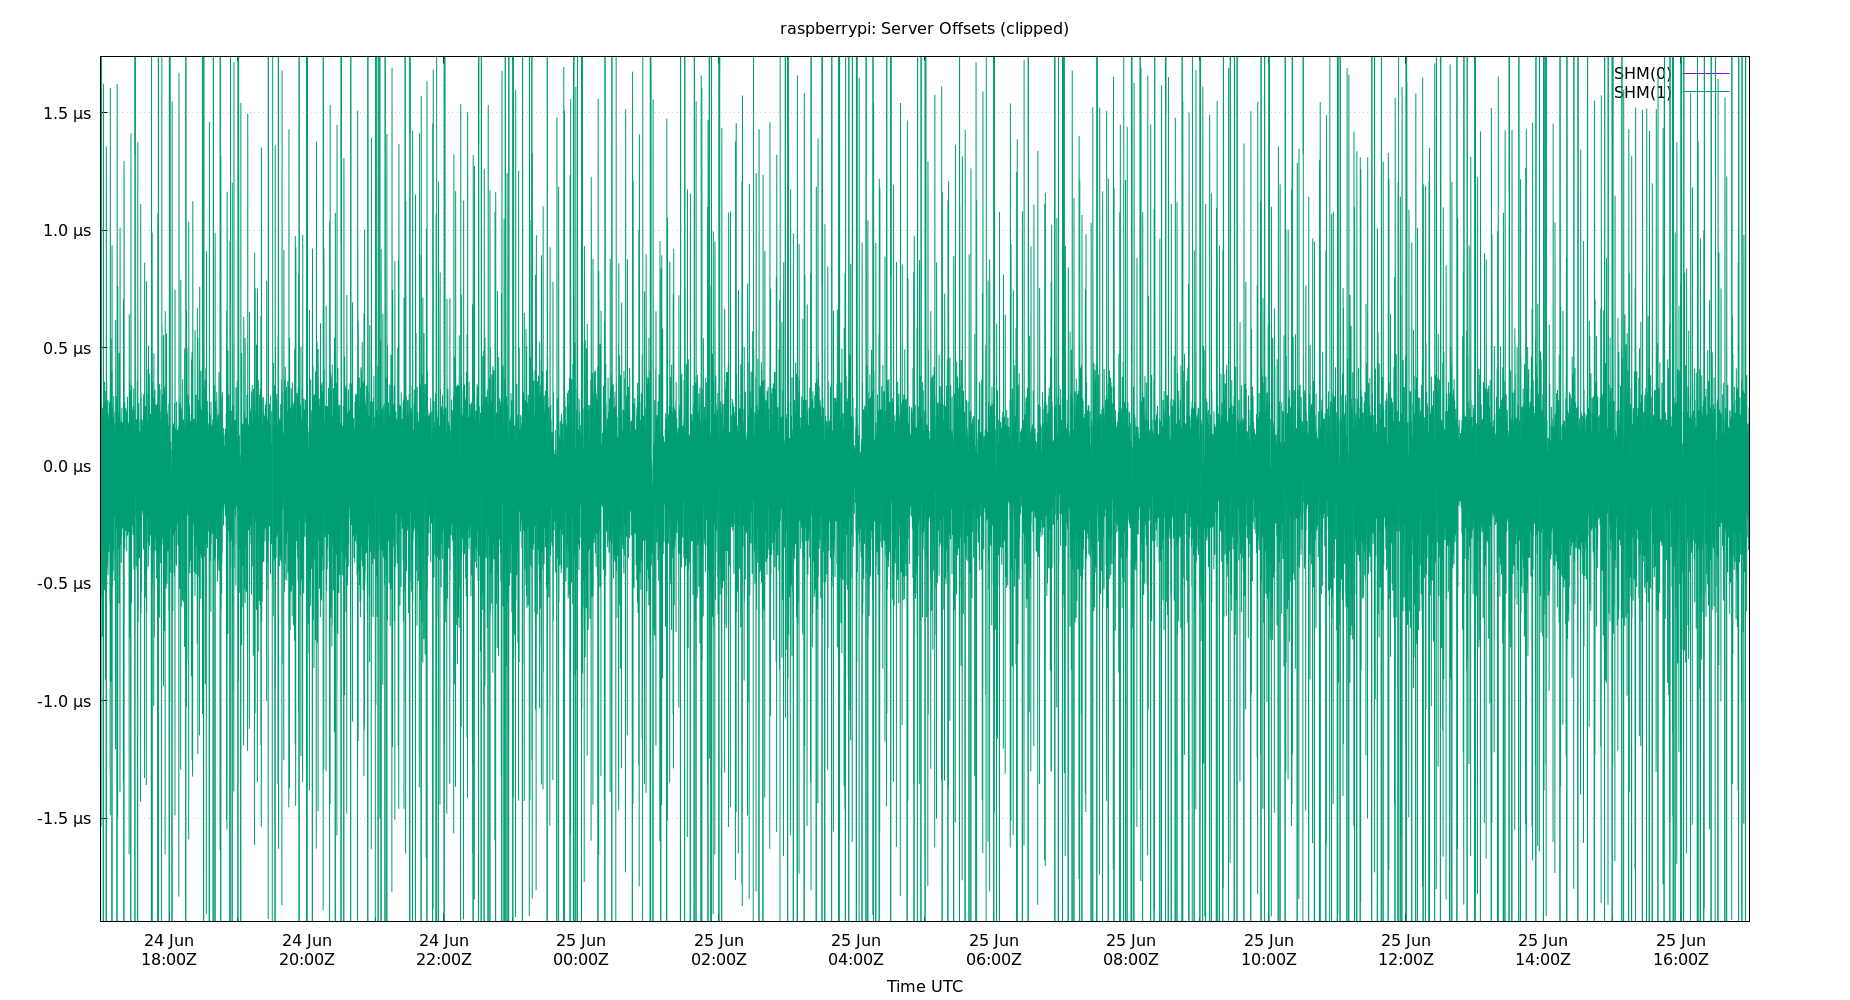 raspberrypi: Server Offsets (clipped)
SHM(0)
SHM(1)
1.5 µs
1.0 µs
0.5 µs
0.0 µs
-0.5 µs
-1.0 µs
-1.5 µs
24 Jun 24 Jun 24 Jun 25 Jun 25 Jun 25 Jun 25 Jun 25 Jun 25 Jun 25 Jun 25 Jun 25 Jun
18:00Z 20:00Z 22:00Z 00:00Z 02:00Z 04:00Z 06:00Z 08:00Z 10:00Z 12:00Z 14:00Z 16:00Z
Time UTC